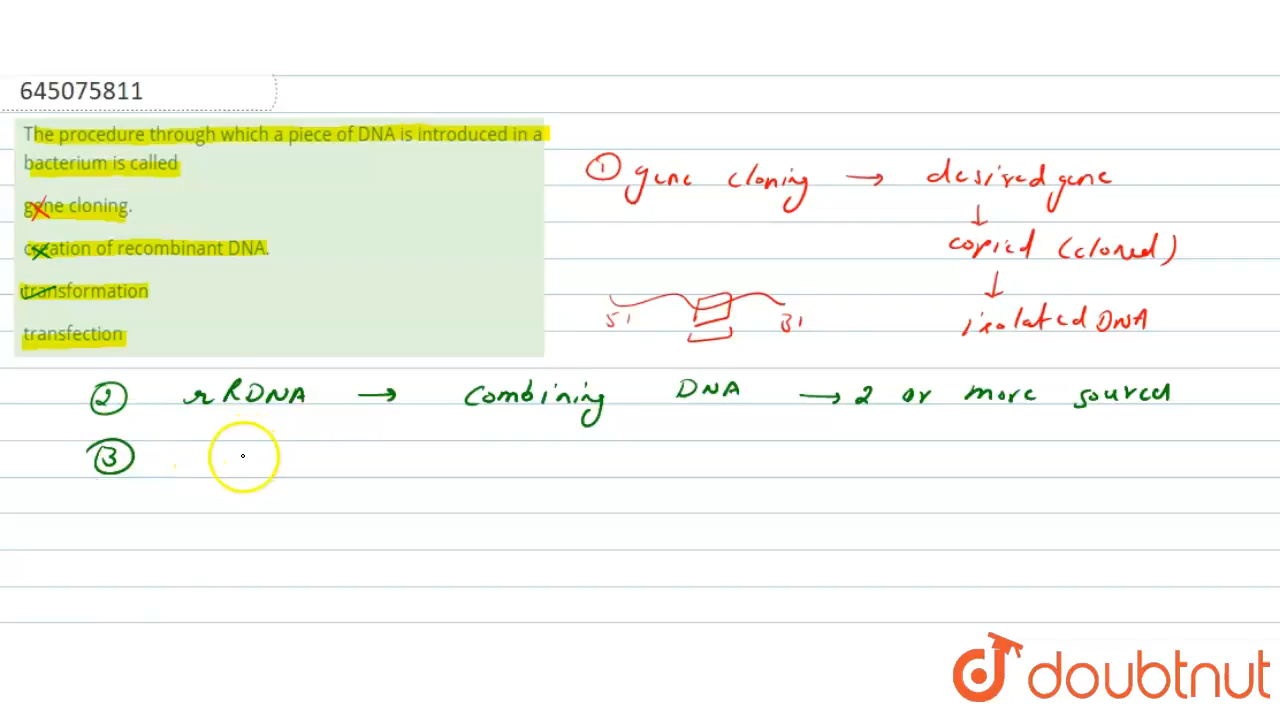 645075811
The procedure through which a piece of DNA is introduced in a
bacterium is called
gene cloning.
creation of recombinant DNA.
transformation
transfection
① gene cloning → desired gene
↓
copied (cloned)
↓
isolated DNA
5' 3'
② rRDNA → Combining DNA → 2 or more sources
③
doubtnut